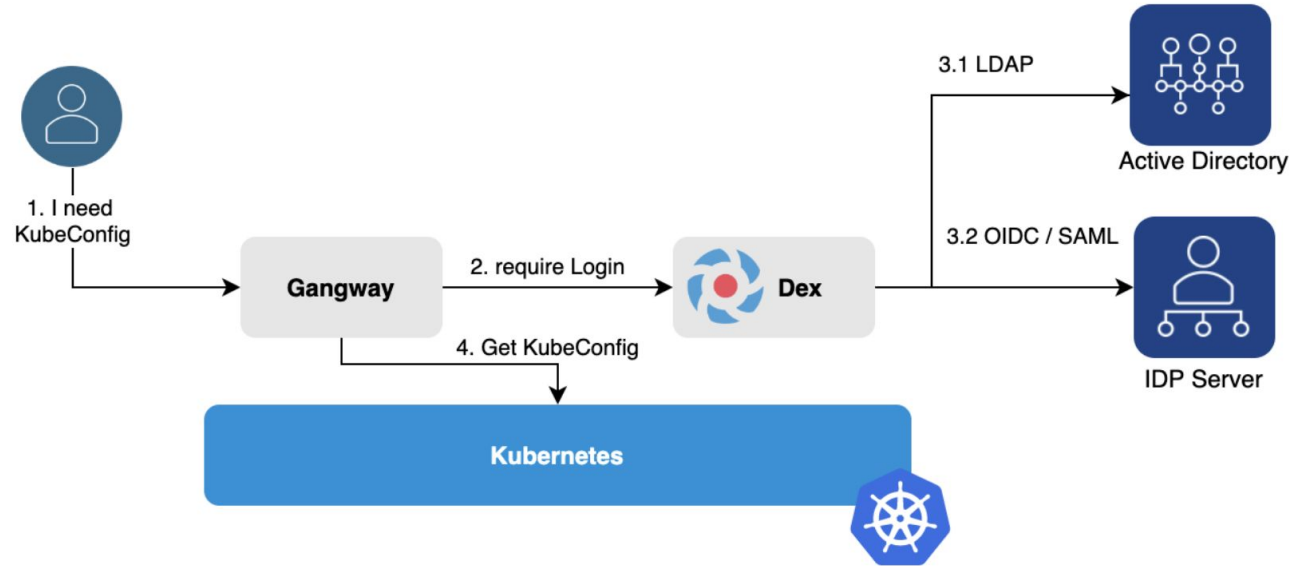 3.1 LDAP
Active Directory
1. I need
KubeConfig
3.2 OIDC / SAML
Gangway
2. require Login
Dex
4. Get KubeConfig
IDP Server
Kubernetes